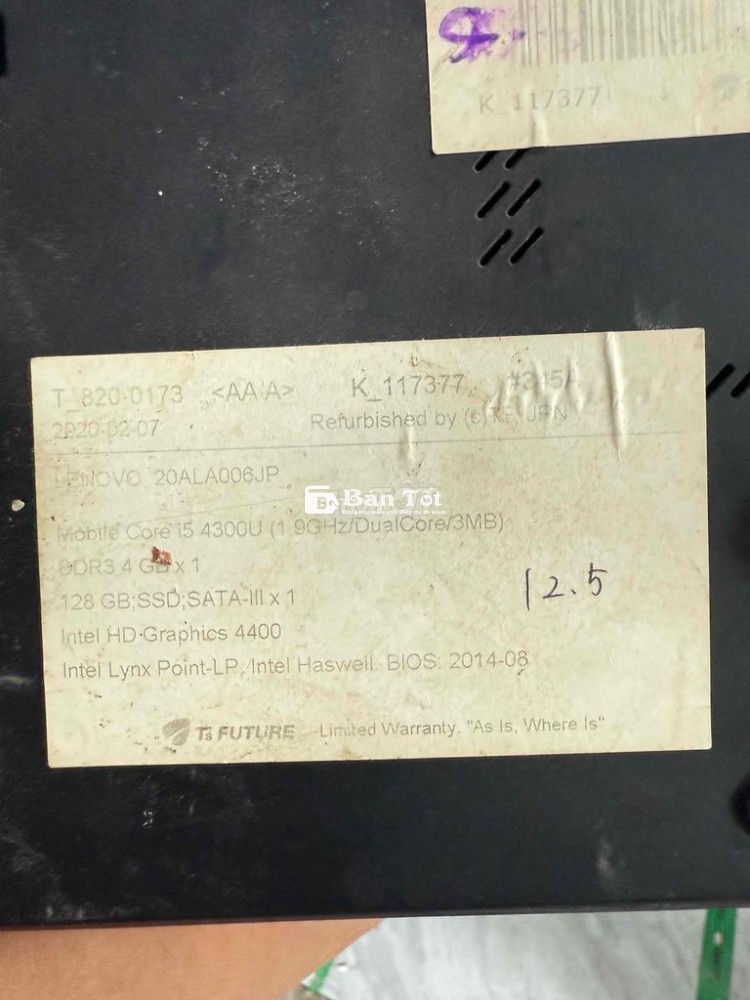 K_117377
T_820-0173 <AA A> K_117377
2020-02-07 Refurbished by (c) JPN
LENOVO 20ALA006JP
Bán Tốt
Mobile Core i5 4300U (1.9GHz/DualCore/3MB)
DDR3 4 GB x 1
128 GB;SSD;SATA-III x 1
12.5
Intel HD Graphics 4400
Intel Lynx Point-LP, Intel Haswell. BIOS: 2014-08
FUTURE Limited Warranty. "As Is, Where Is"